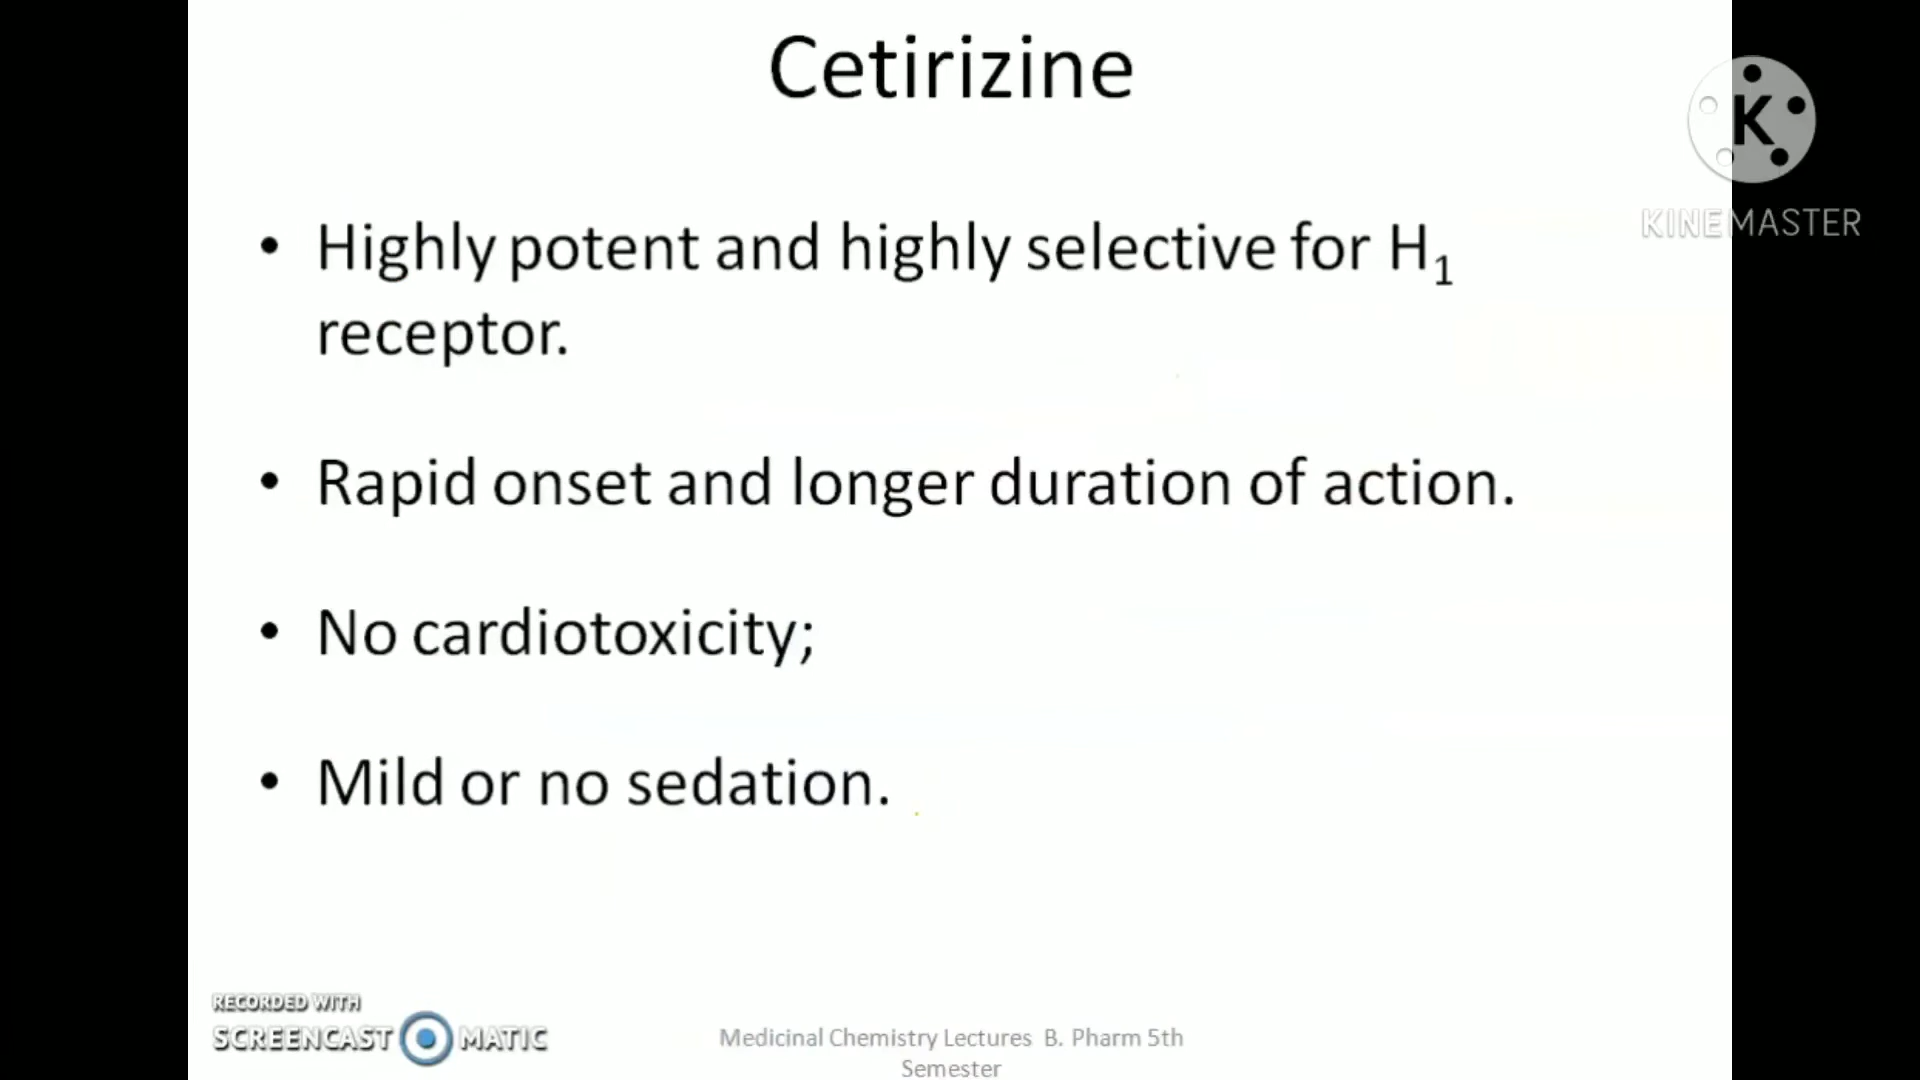 Cetirizine
K
KINEMASTER
• Highly potent and highly selective for H₁
receptor.
• Rapid onset and longer duration of action.
• No cardiotoxicity;
• Mild or no sedation.
RECORDED WITH
SCREENCAST MATIC
Medicinal Chemistry Lectures B. Pharm 5th
Semester